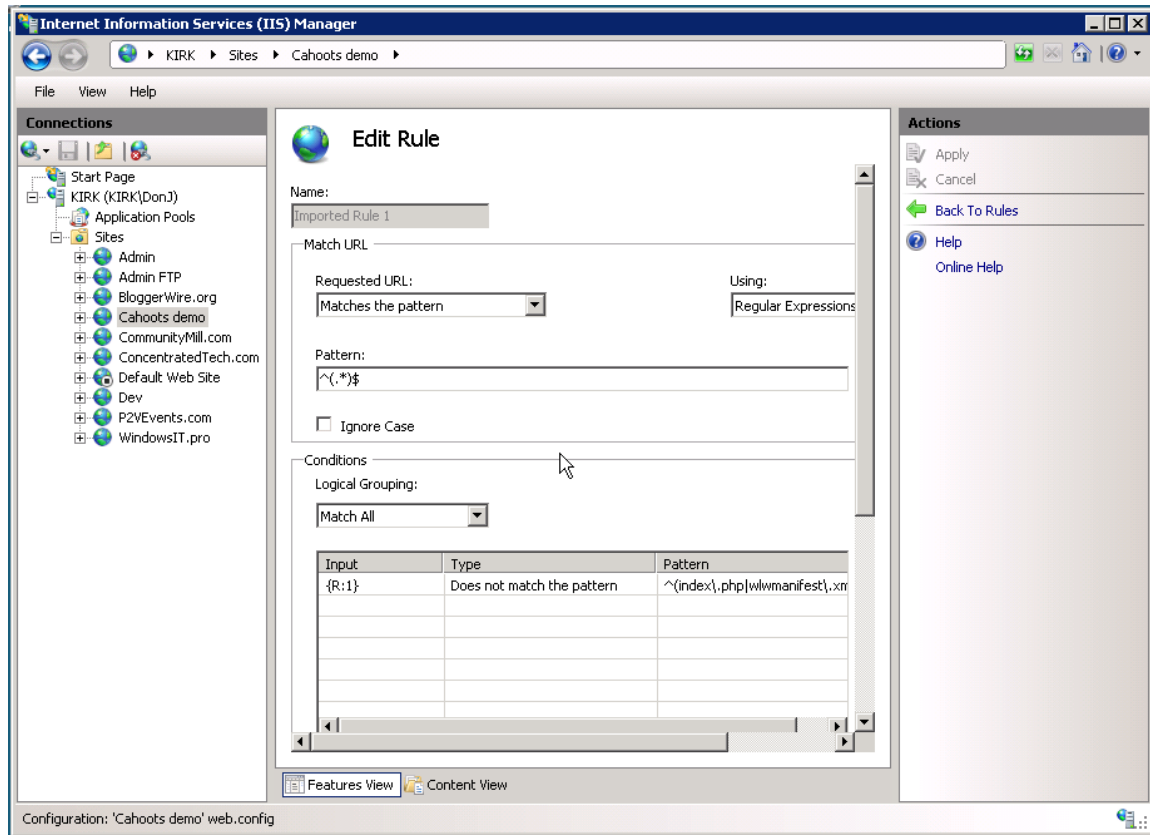 Internet Information Services (IIS) Manager
KIRK Sites Cahoots demo
File View Help
Connections
Start Page
KIRK (KIRK\DonJ)
Application Pools
Sites
Admin
Admin FTP
BloggerWire.org
Cahoots demo
CommunityMill.com
ConcentratedTech.com
Default Web Site
Dev
P2VEvents.com
WindowsIT.pro
Edit Rule
Name:
Imported Rule 1
Match URL
Requested URL: Using:
Matches the pattern Regular Expressions
Pattern:
^(.*)$
Ignore Case
Conditions
Logical Grouping:
Match All
Input Type Pattern
{R:1} Does not match the pattern ^(index\.php|wlwmanifest\.xm
Features View Content View
Actions
Apply
Cancel
Back To Rules
Help
Online Help
Configuration: 'Cahoots demo' web.config